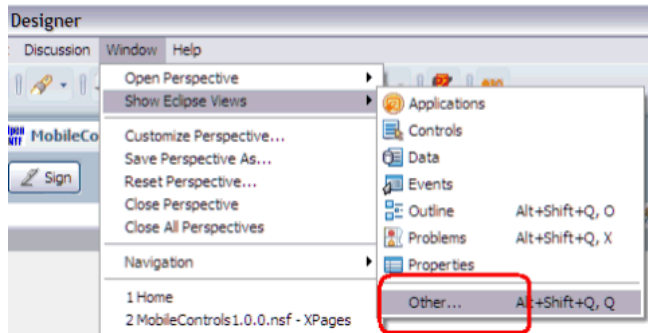 Designer
Discussion Window Help
Open Perspective
Show Eclipse Views
Applications
Controls
Customize Perspective...
Data
Save Perspective As...
Events
Reset Perspective...
Outline Alt+Shift+Q, O
Close Perspective
Problems Alt+Shift+Q, X
Close All Perspectives
Properties
Navigation
Other... Alt+Shift+Q, Q
1 Home
2 MobileControls1.0.0.nsf - XPages
MobileCo
Sign